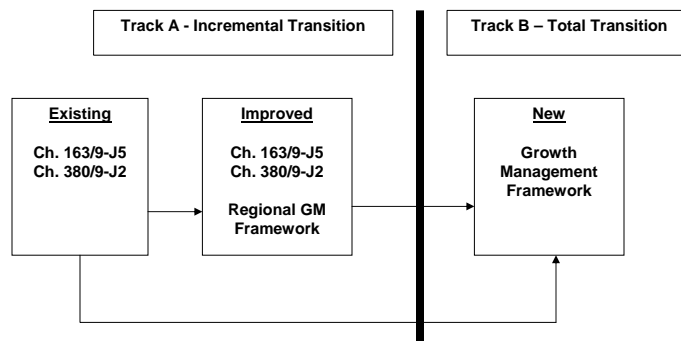 Track A - Incremental Transition
Track B – Total Transition
Existing
Ch. 163/9-J5
Ch. 380/9-J2
Improved
Ch. 163/9-J5
Ch. 380/9-J2
Regional GM
Framework
New
Growth
Management
Framework